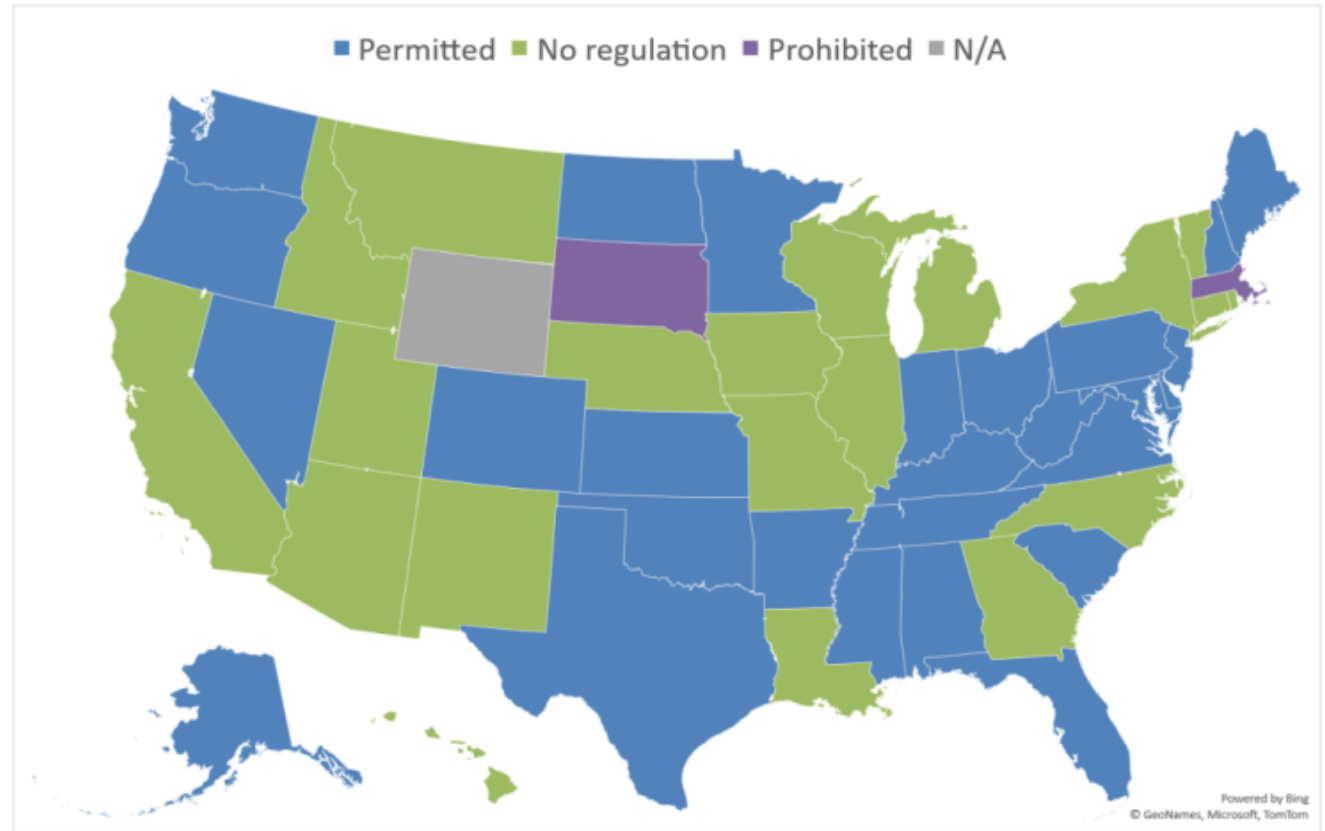 Permitted No regulation Prohibited N/A
Powered by Bing
© GeoNames, Microsoft, TomTom